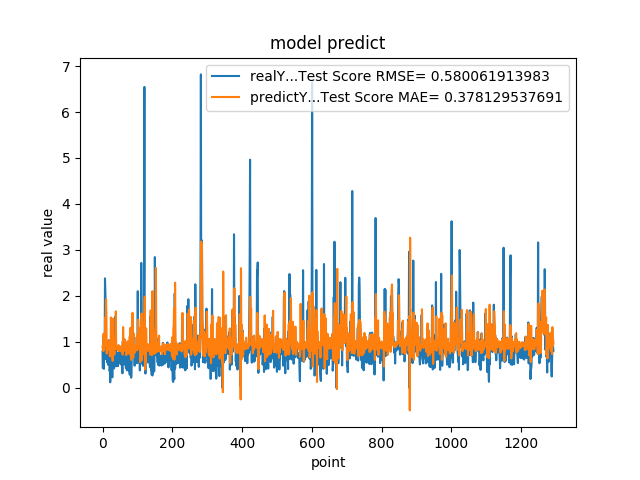 model predict
realY...Test Score RMSE= 0.580061913983
predictY...Test Score MAE= 0.378129537691
real value
7
6
5
4
3
2
1
0
0 200 400 600 800 1000 1200
point